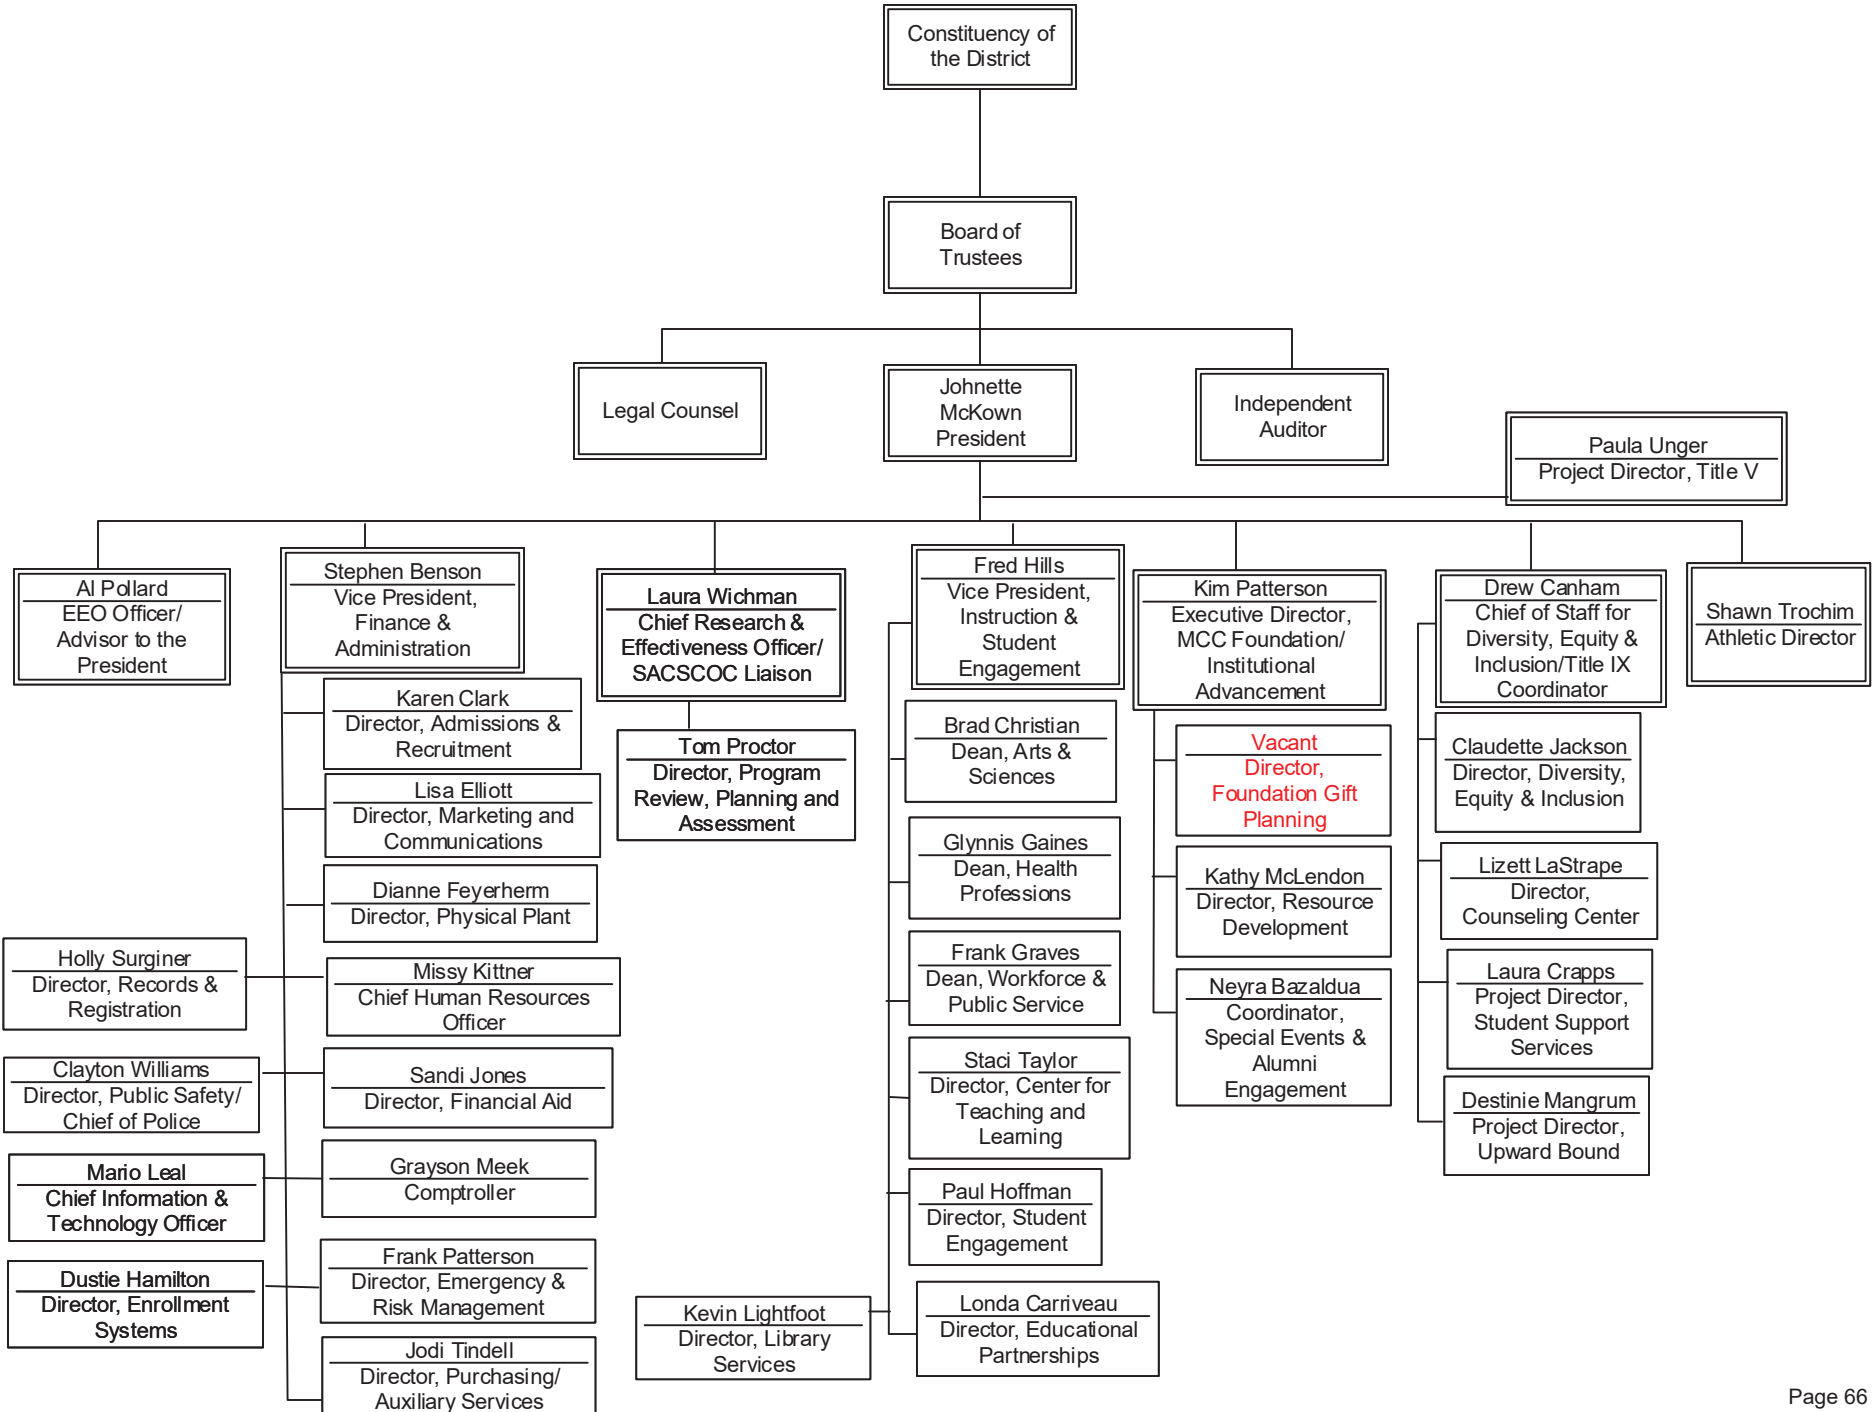 Constituency of
the District
Board of
Trustees
Legal Counsel
Johnette
McKown
President
Independent
Auditor
Paula Unger
Project Director, Title V
Al Pollard
EEO Officer/
Advisor to the
President
Stephen Benson
Vice President,
Finance &
Administration
Laura Wichman
Chief Research &
Effectiveness Officer/
SACSCOC Liaison
Fred Hills
Vice President,
Instruction &
Student
Engagement
Kim Patterson
Executive Director,
MCC Foundation/
Institutional
Advancement
Drew Canham
Chief of Staff for
Diversity, Equity &
Inclusion/Title IX
Coordinator
Shawn Trochim
Athletic Director
Karen Clark
Director, Admissions &
Recruitment
Lisa Elliott
Director, Marketing and
Communications
Dianne Feyerherm
Director, Physical Plant
Holly Surginer
Director, Records &
Registration
Missy Kittner
Chief Human Resources
Officer
Clayton Williams
Director, Public Safety/
Chief of Police
Sandi Jones
Director, Financial Aid
Mario Leal
Chief Information &
Technology Officer
Grayson Meek
Comptroller
Dustie Hamilton
Director, Enrollment
Systems
Frank Patterson
Director, Emergency &
Risk Management
Jodi Tindell
Director, Purchasing/
Auxiliary Services
Tom Proctor
Director, Program
Review, Planning and
Assessment
Brad Christian
Dean, Arts &
Sciences
Glynnis Gaines
Dean, Health
Professions
Frank Graves
Dean, Workforce &
Public Service
Staci Taylor
Director, Center for
Teaching and
Learning
Paul Hoffman
Director, Student
Engagement
Kevin Lightfoot
Director, Library
Services
Londa Carriveau
Director, Educational
Partnerships
Vacant
Director,
Foundation Gift
Planning
Kathy McLendon
Director, Resource
Development
Neyra Bazaldua
Coordinator,
Special Events &
Alumni
Engagement
Claudette Jackson
Director, Diversity,
Equity & Inclusion
Lizett LaStrape
Director,
Counseling Center
Laura Crapps
Project Director,
Student Support
Services
Destinie Mangrum
Project Director,
Upward Bound
Page 66